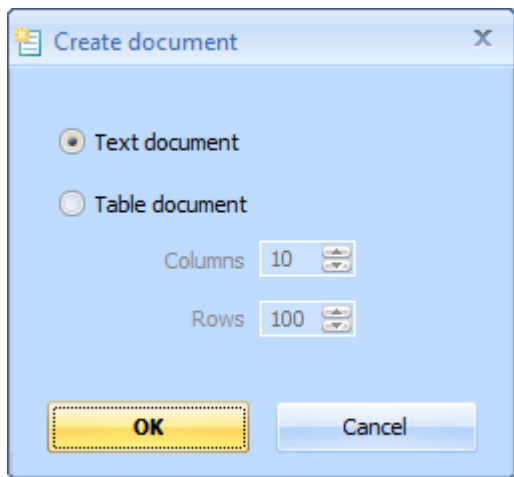 Create document
Text document
Table document
Columns 10
Rows 100
OK
Cancel